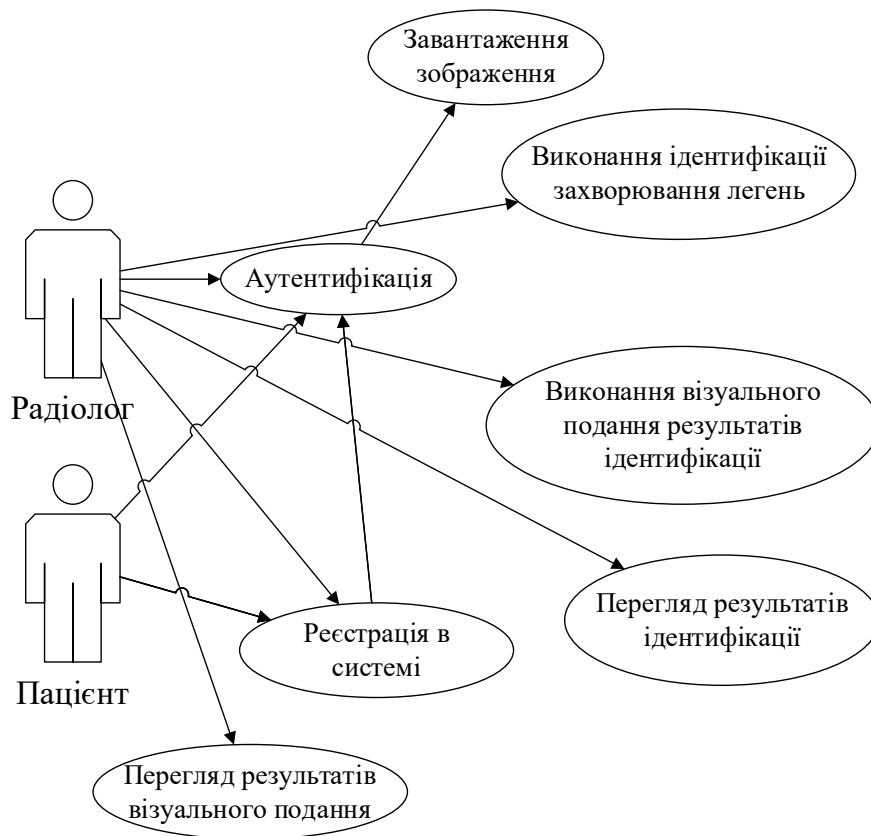 Завантаження
зображення
Виконання ідентифікації
захворювання легень
Аутентифікація
Радіолог
Виконання візуального
подання результатів
ідентифікації
Перегляд результатів
ідентифікації
Реєстрація в
системі
Пацієнт
Перегляд результатів
візуального подання